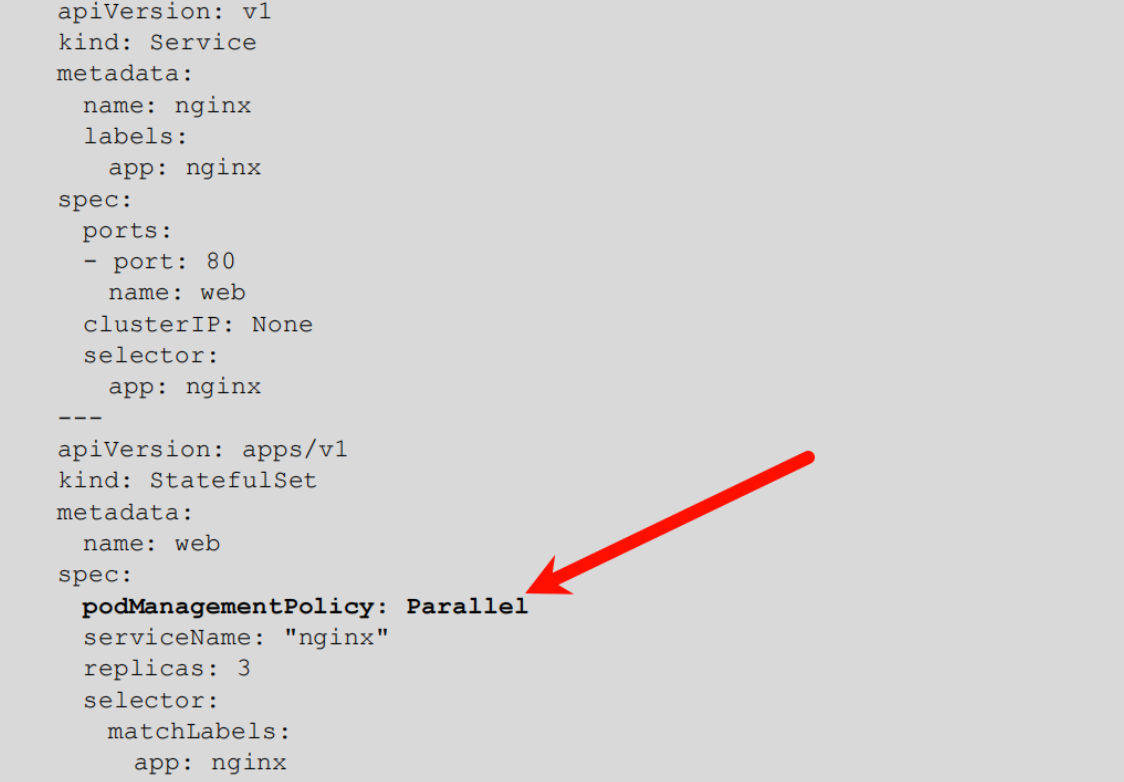 apiVersion: v1
kind: Service
metadata:
  name: nginx
  labels:
    app: nginx
spec:
  ports:
  - port: 80
    name: web
  clusterIP: None
  selector:
    app: nginx
---
apiVersion: apps/v1
kind: StatefulSet
metadata:
  name: web
spec:
  podManagementPolicy: Parallel
  serviceName: "nginx"
  replicas: 3
  selector:
    matchLabels:
      app: nginx